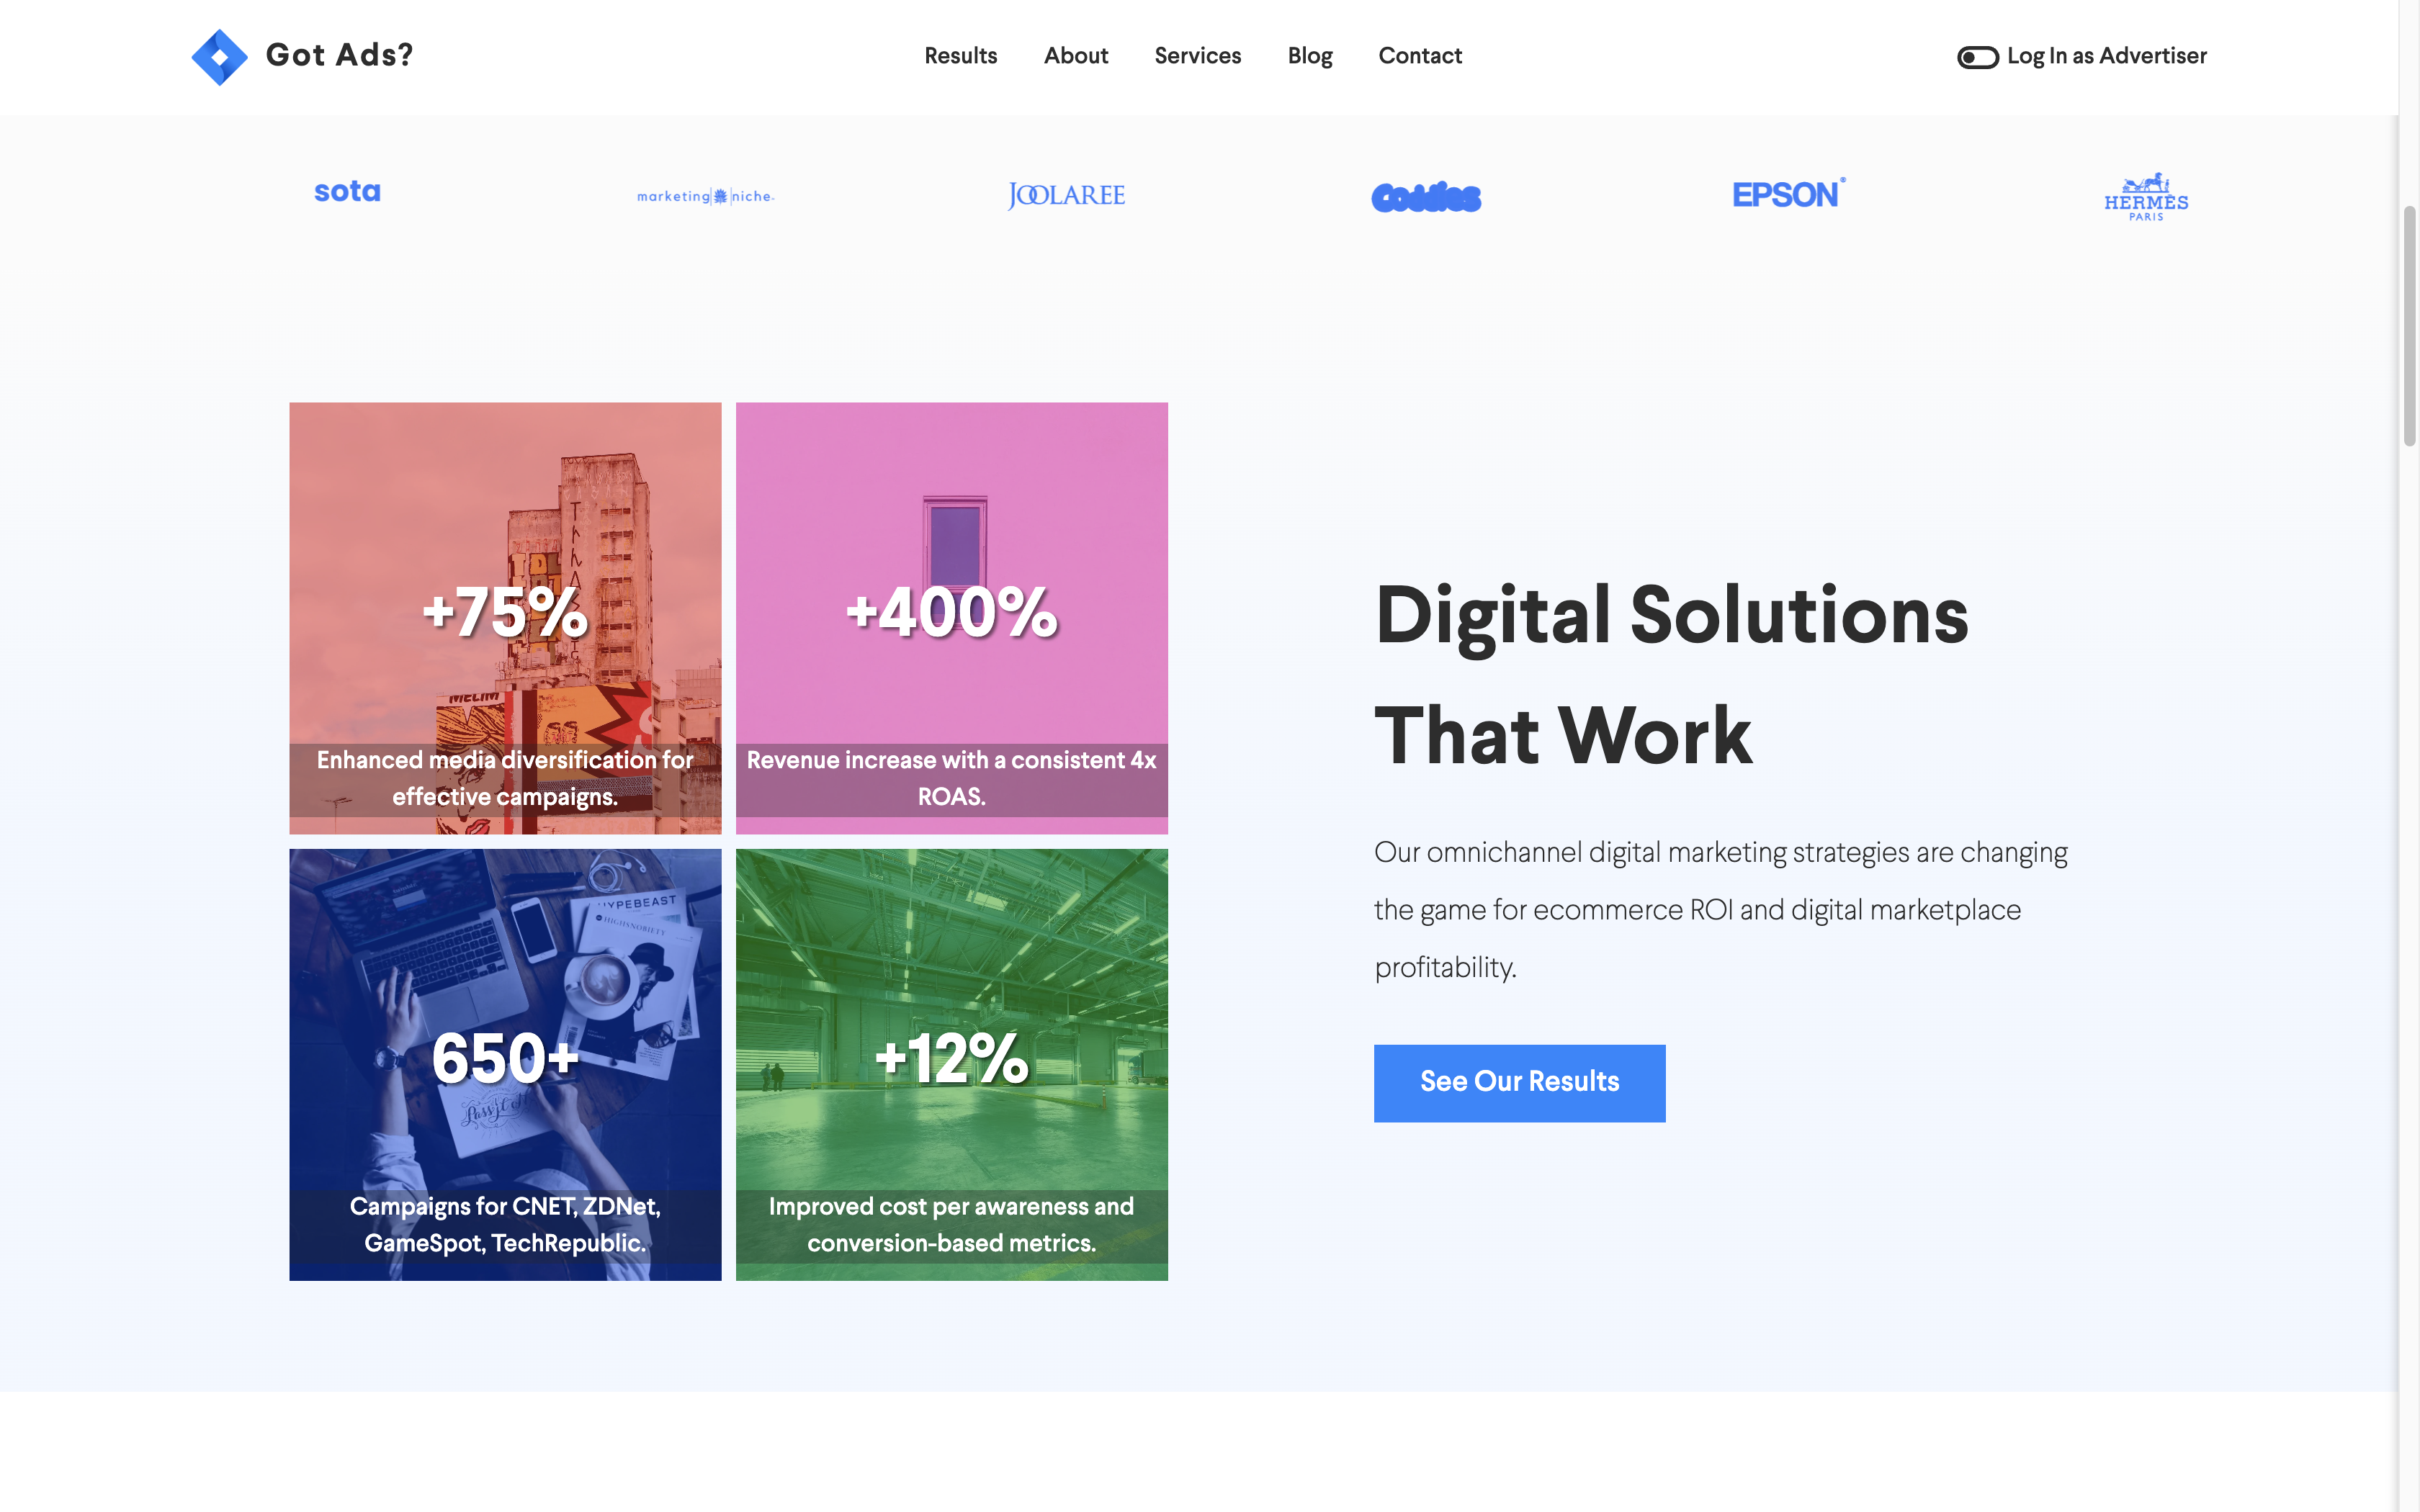 Got Ads?
Results
About
Services
Blog
Contact
Log In as Advertiser
sota
marketing niche
JOOLAREE
coddies
EPSON
HERMÈS
PARIS
+75%
Enhanced media diversification for
effective campaigns.
+400%
Revenue increase with a consistent 4x
ROAS.
HYPEBEAST
HIGHSNOBIETY
650+
Campaigns for CNET, ZDNet,
GameSpot, TechRepublic.
+12%
Improved cost per awareness and
conversion-based metrics.
Digital Solutions
That Work
Our omnichannel digital marketing strategies are changing
the game for ecommerce ROI and digital marketplace
profitability.
See Our Results